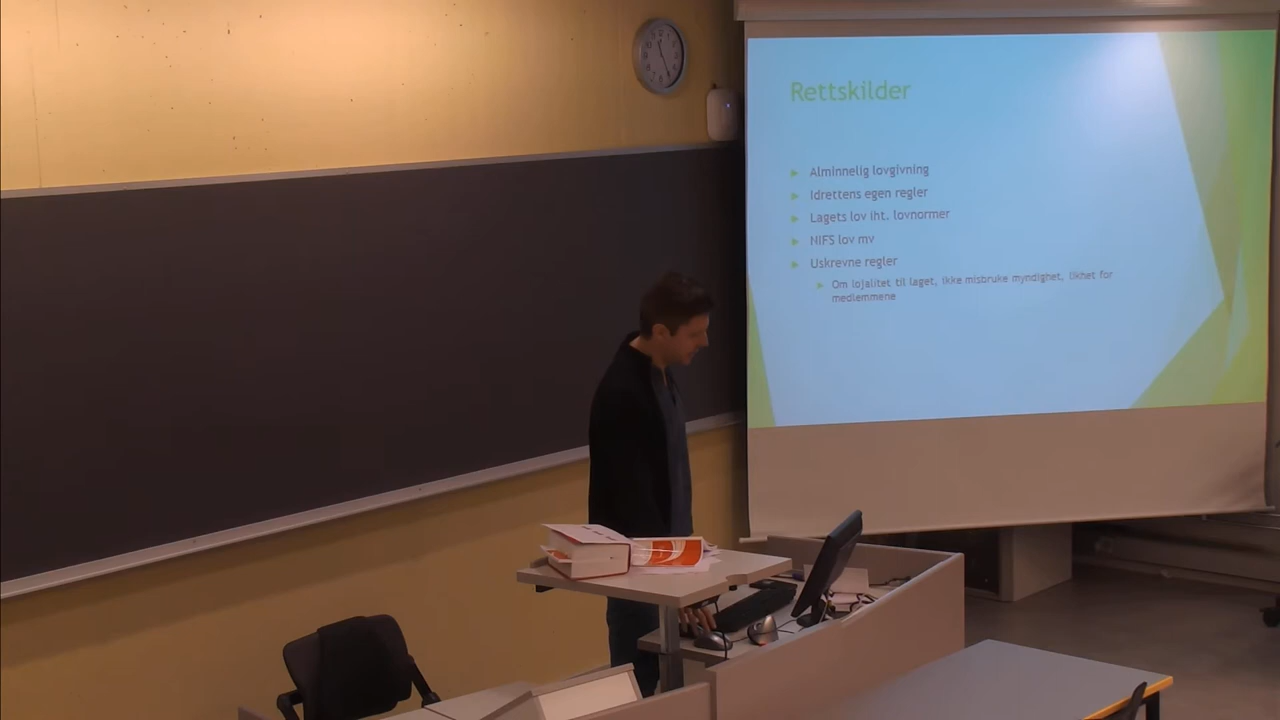 Rettskilder
Alminnelig lovgivning
Idrettens egen regler
Lagets lov iht. lovnormer
NIFS lov mv
Uskrevne regler
Om lojalitet til laget, ikke misbruke myndighet, likhet for
medlemmene